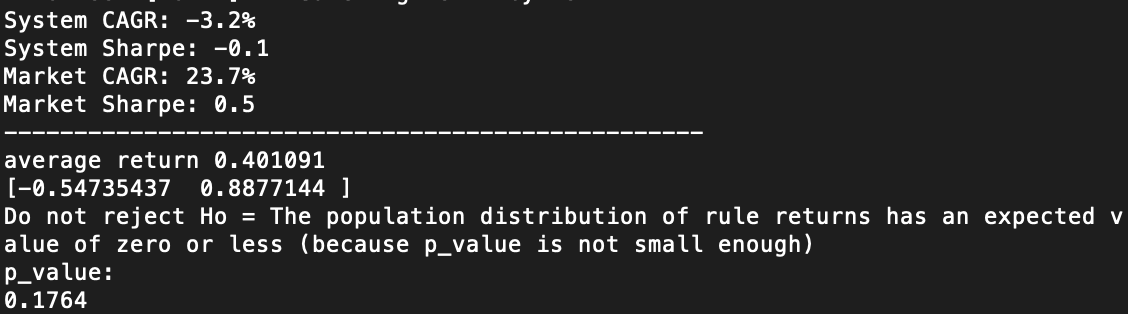 System CAGR: -3.2%
System Sharpe: -0.1
Market CAGR: 23.7%
Market Sharpe: 0.5
--------------------------------------------------
average return 0.401091
[-0.54735437  0.8877144 ]
Do not reject Ho = The population distribution of rule returns has an expected v
alue of zero or less (because p_value is not small enough)
p_value:
0.1764